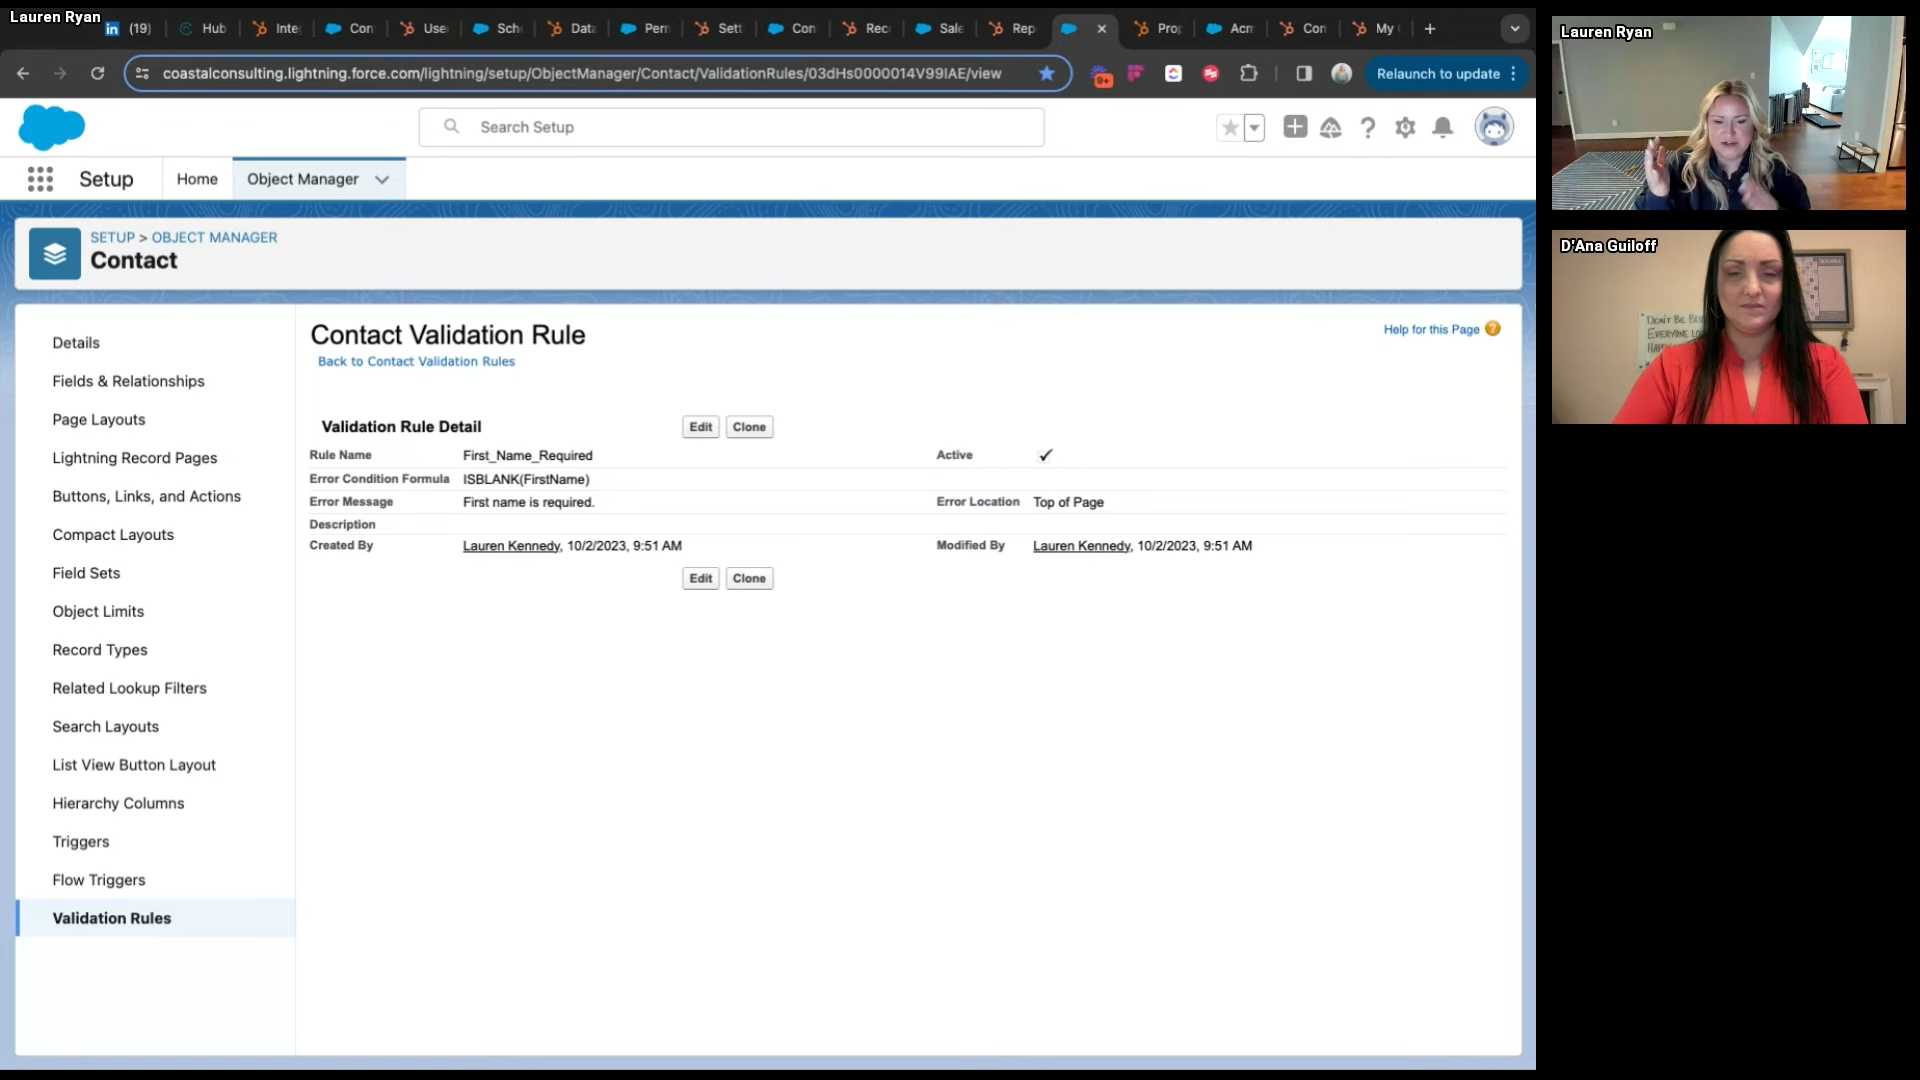 Lauren Ryan
(19)
Hub
Inte
Con
Use
Sch
Data
Perm
Sett
Con
Rec
Sale
Rep
Prop
Acm
Con
My
coastalconsulting.lightning.force.com/lightning/setup/ObjectManager/Contact/ValidationRules/03dHs0000014V99IAE/view
9+
Relaunch to update
Search Setup
Setup
Home
Object Manager
SETUP > OBJECT MANAGER
Contact
Details
Fields & Relationships
Page Layouts
Lightning Record Pages
Buttons, Links, and Actions
Compact Layouts
Field Sets
Object Limits
Record Types
Related Lookup Filters
Search Layouts
List View Button Layout
Hierarchy Columns
Triggers
Flow Triggers
Validation Rules
Contact Validation Rule
Help for this Page
Back to Contact Validation Rules
Validation Rule Detail
Edit
Clone
Rule Name First_Name_Required Active
Error Condition Formula ISBLANK(FirstName)
Error Message First name is required. Error Location Top of Page
Description
Created By Lauren Kennedy, 10/2/2023, 9:51 AM Modified By Lauren Kennedy, 10/2/2023, 9:51 AM
Edit
Clone
Lauren Ryan
D'Ana Guiloff
DON'T BE
EVERYONE